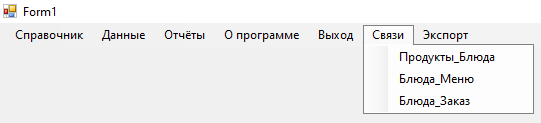 Form1
Справочник Данные Отчёты О программе Выход Связи Экспорт
Продукты_Блюда
Блюда_Меню
Блюда_Заказ